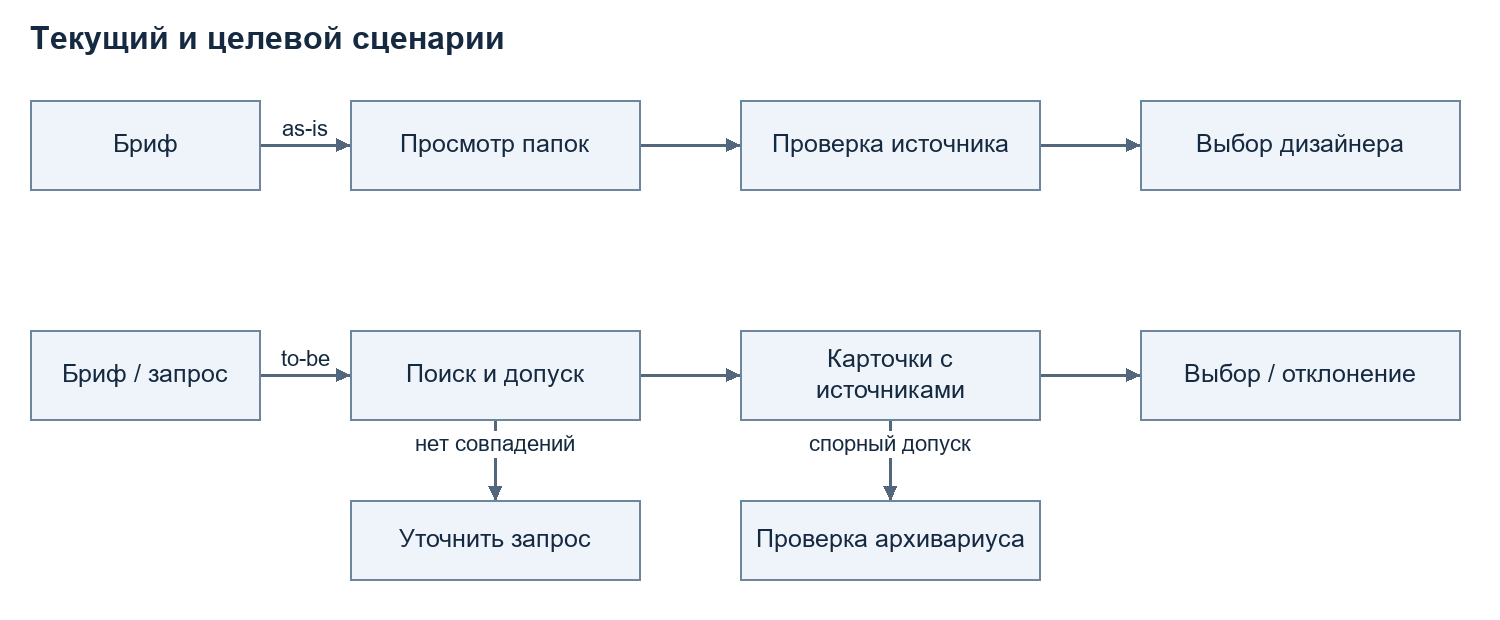 Текущий и целевой сценарии
Бриф
as-is
Просмотр папок
Проверка источника
Выбор дизайнера
Бриф / запрос
to-be
Поиск и допуск
Карточки с
источниками
Выбор / отклонение
нет совпадений
спорный допуск
Уточнить запрос
Проверка архивариуса